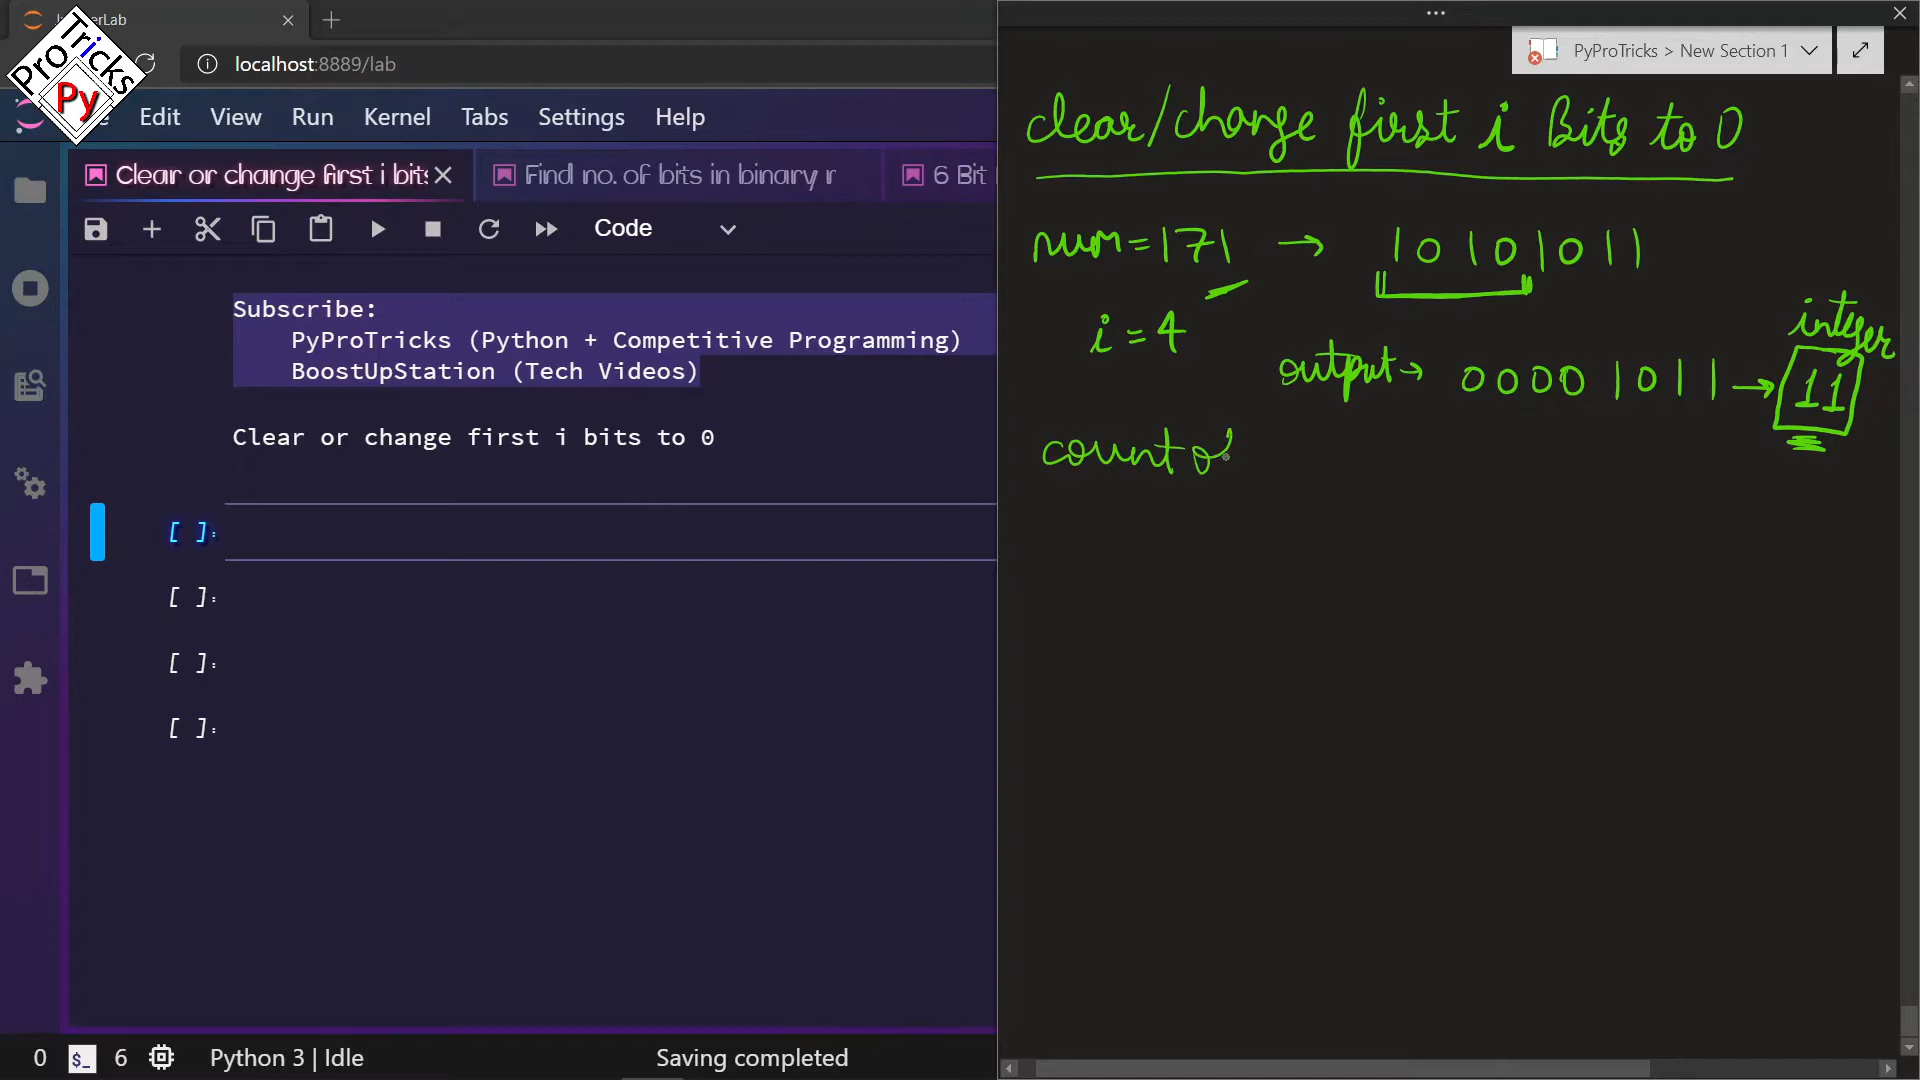 JupyterLab
ProTricks
Py
localhost:8889/lab
Edit View Run Kernel Tabs Settings Help
Clear or change first i bits
Find no. of bits in binary r
6 Bit
Code
Subscribe:
PyProTricks (Python + Competitive Programming)
BoostUpStation (Tech Videos)
Clear or change first i bits to 0
[ ]:
[ ]:
[ ]:
[ ]:
0 $_ 6 Python 3 | Idle Saving completed
PyProTricks > New Section 1
clear/change first i Bits to 0
num=171 → 10101011
i = 4
integer
output → 00001011 → 11
count o